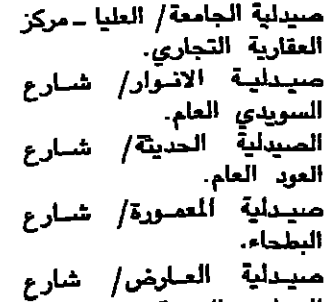 صيدلية الجامعة/ العليا ـ مركز
العقارية التجاري.
صيدلية الانوار/ شارع
السويدي العام.
الصيدلية الحديثة/ شارع
العود العام.
صيدلية المعمورة/ شارع
البطحاء.
صيدلية العارض/ شارع